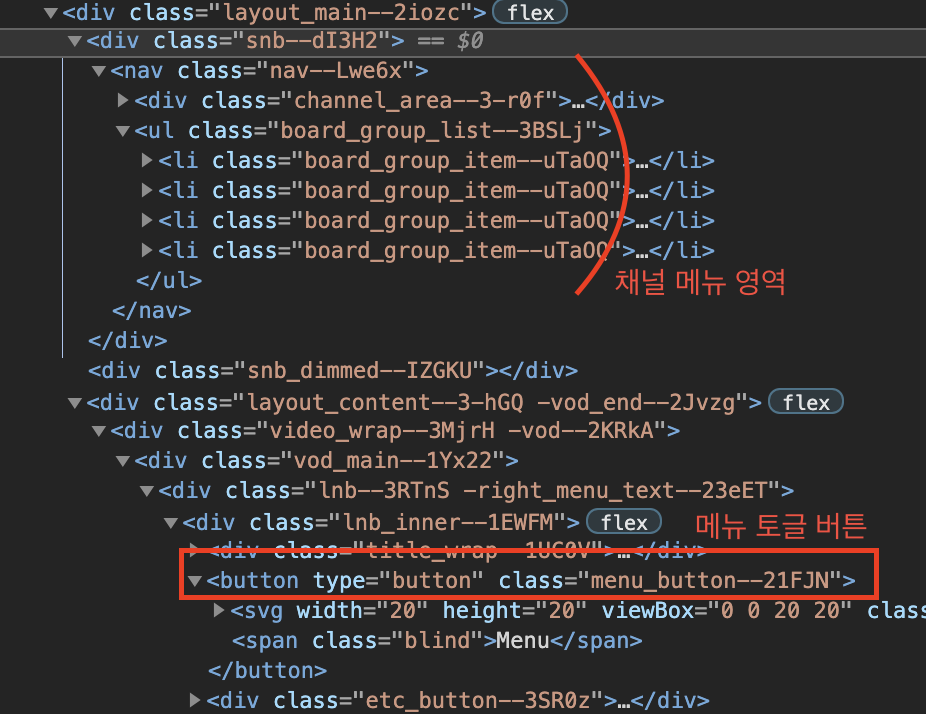 ▼<div class="layout_main--2iozc"> flex
▼<div class="snb--dI3H2"> == $0
▼<nav class="nav--Lwe6x">
▶<div class="channel_area--3-r0f">…</div>
▼<ul class="board_group_list--3BSLj">
▶<li class="board_group_item--uTaOQ">…</li>
▶<li class="board_group_item--uTaOQ">…</li>
▶<li class="board_group_item--uTaOQ">…</li>
▶<li class="board_group_item--uTaOQ">…</li>
</ul>
채널 메뉴 영역
</nav>
</div>
<div class="snb_dimmed--IZGKU"></div>
▼<div class="layout_content--3-hGQ -vod_end--2Jvzg"> flex
▼<div class="video_wrap--3MjrH -vod--2KRkA">
▼<div class="vod_main--1Yx22">
▼<div class="lnb--3RTnS -right_menu_text--23eET">
▼<div class="lnb_inner--1EWFM"> flex
메뉴 토글 버튼
▶<div class="title_wrap--1UC0V">…</div>
▼<button type="button" class="menu_button--21FJN">
▶<svg width="20" height="20" viewBox="0 0 20 20" clas
<span class="blind">Menu</span>
</button>
▶<div class="etc_button--3SR0z">…</div>